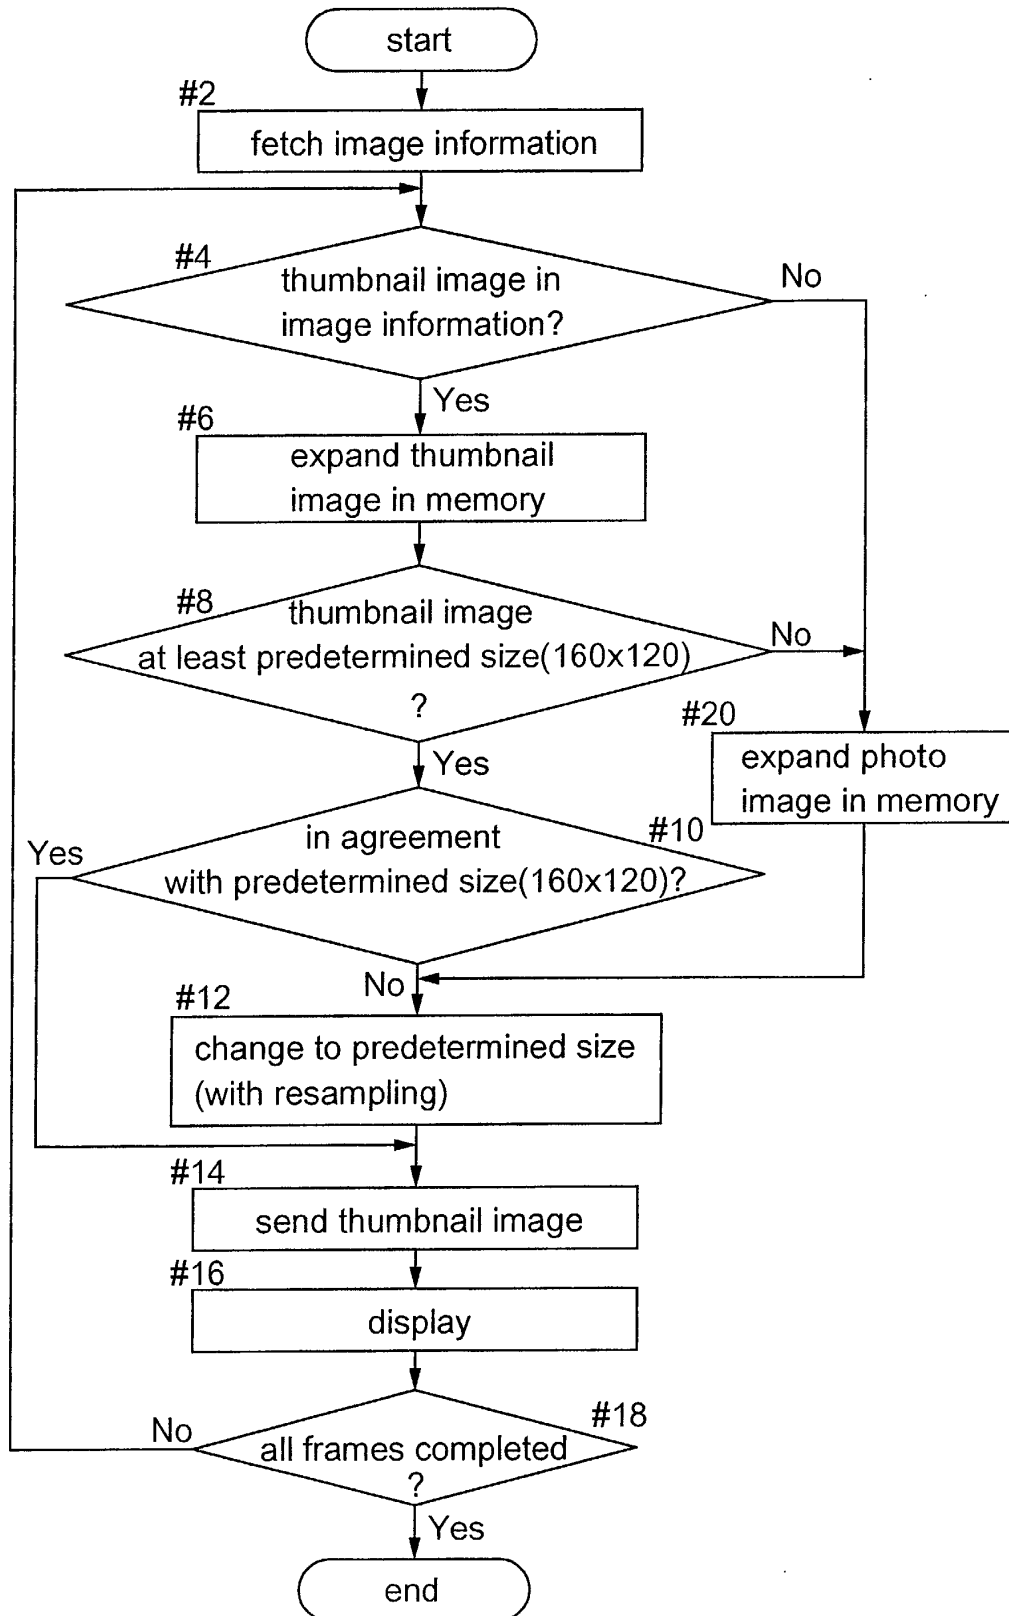 start
#2
fetch image information
#4
thumbnail image in
image information?
No
Yes
#6
expand thumbnail
image in memory
#8
thumbnail image
at least predetermined size(160x120)
?
No
Yes
#20
expand photo
image in memory
#10
in agreement
with predetermined size(160x120)?
Yes
No
#12
change to predetermined size
(with resampling)
#14
send thumbnail image
#16
display
#18
all frames completed
?
No
Yes
end